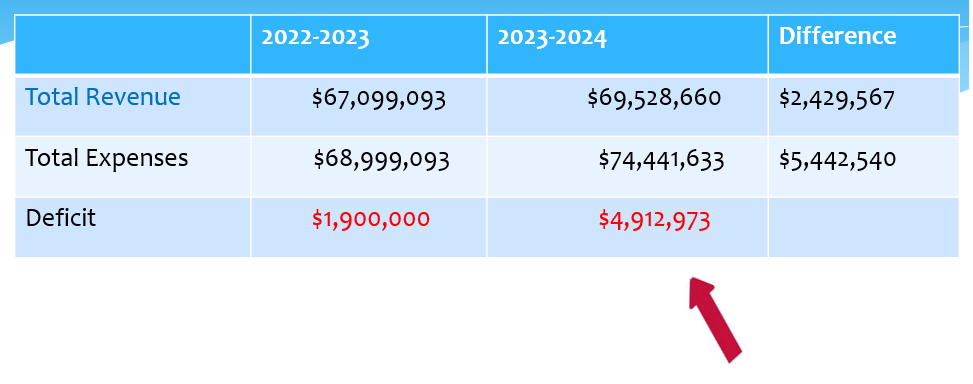 2022-2023 2023-2024 Difference
Total Revenue $67,099,093 $69,528,660 $2,429,567
Total Expenses $68,999,093 $74,441,633 $5,442,540
Deficit $1,900,000 $4,912,973